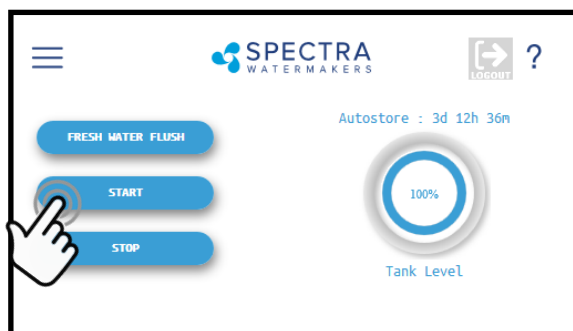 SPECTRA
WATERMAKERS
LOGOUT
?
Autostore : 3d 12h 36m
FRESH WATER FLUSH
START
100%
STOP
Tank Level